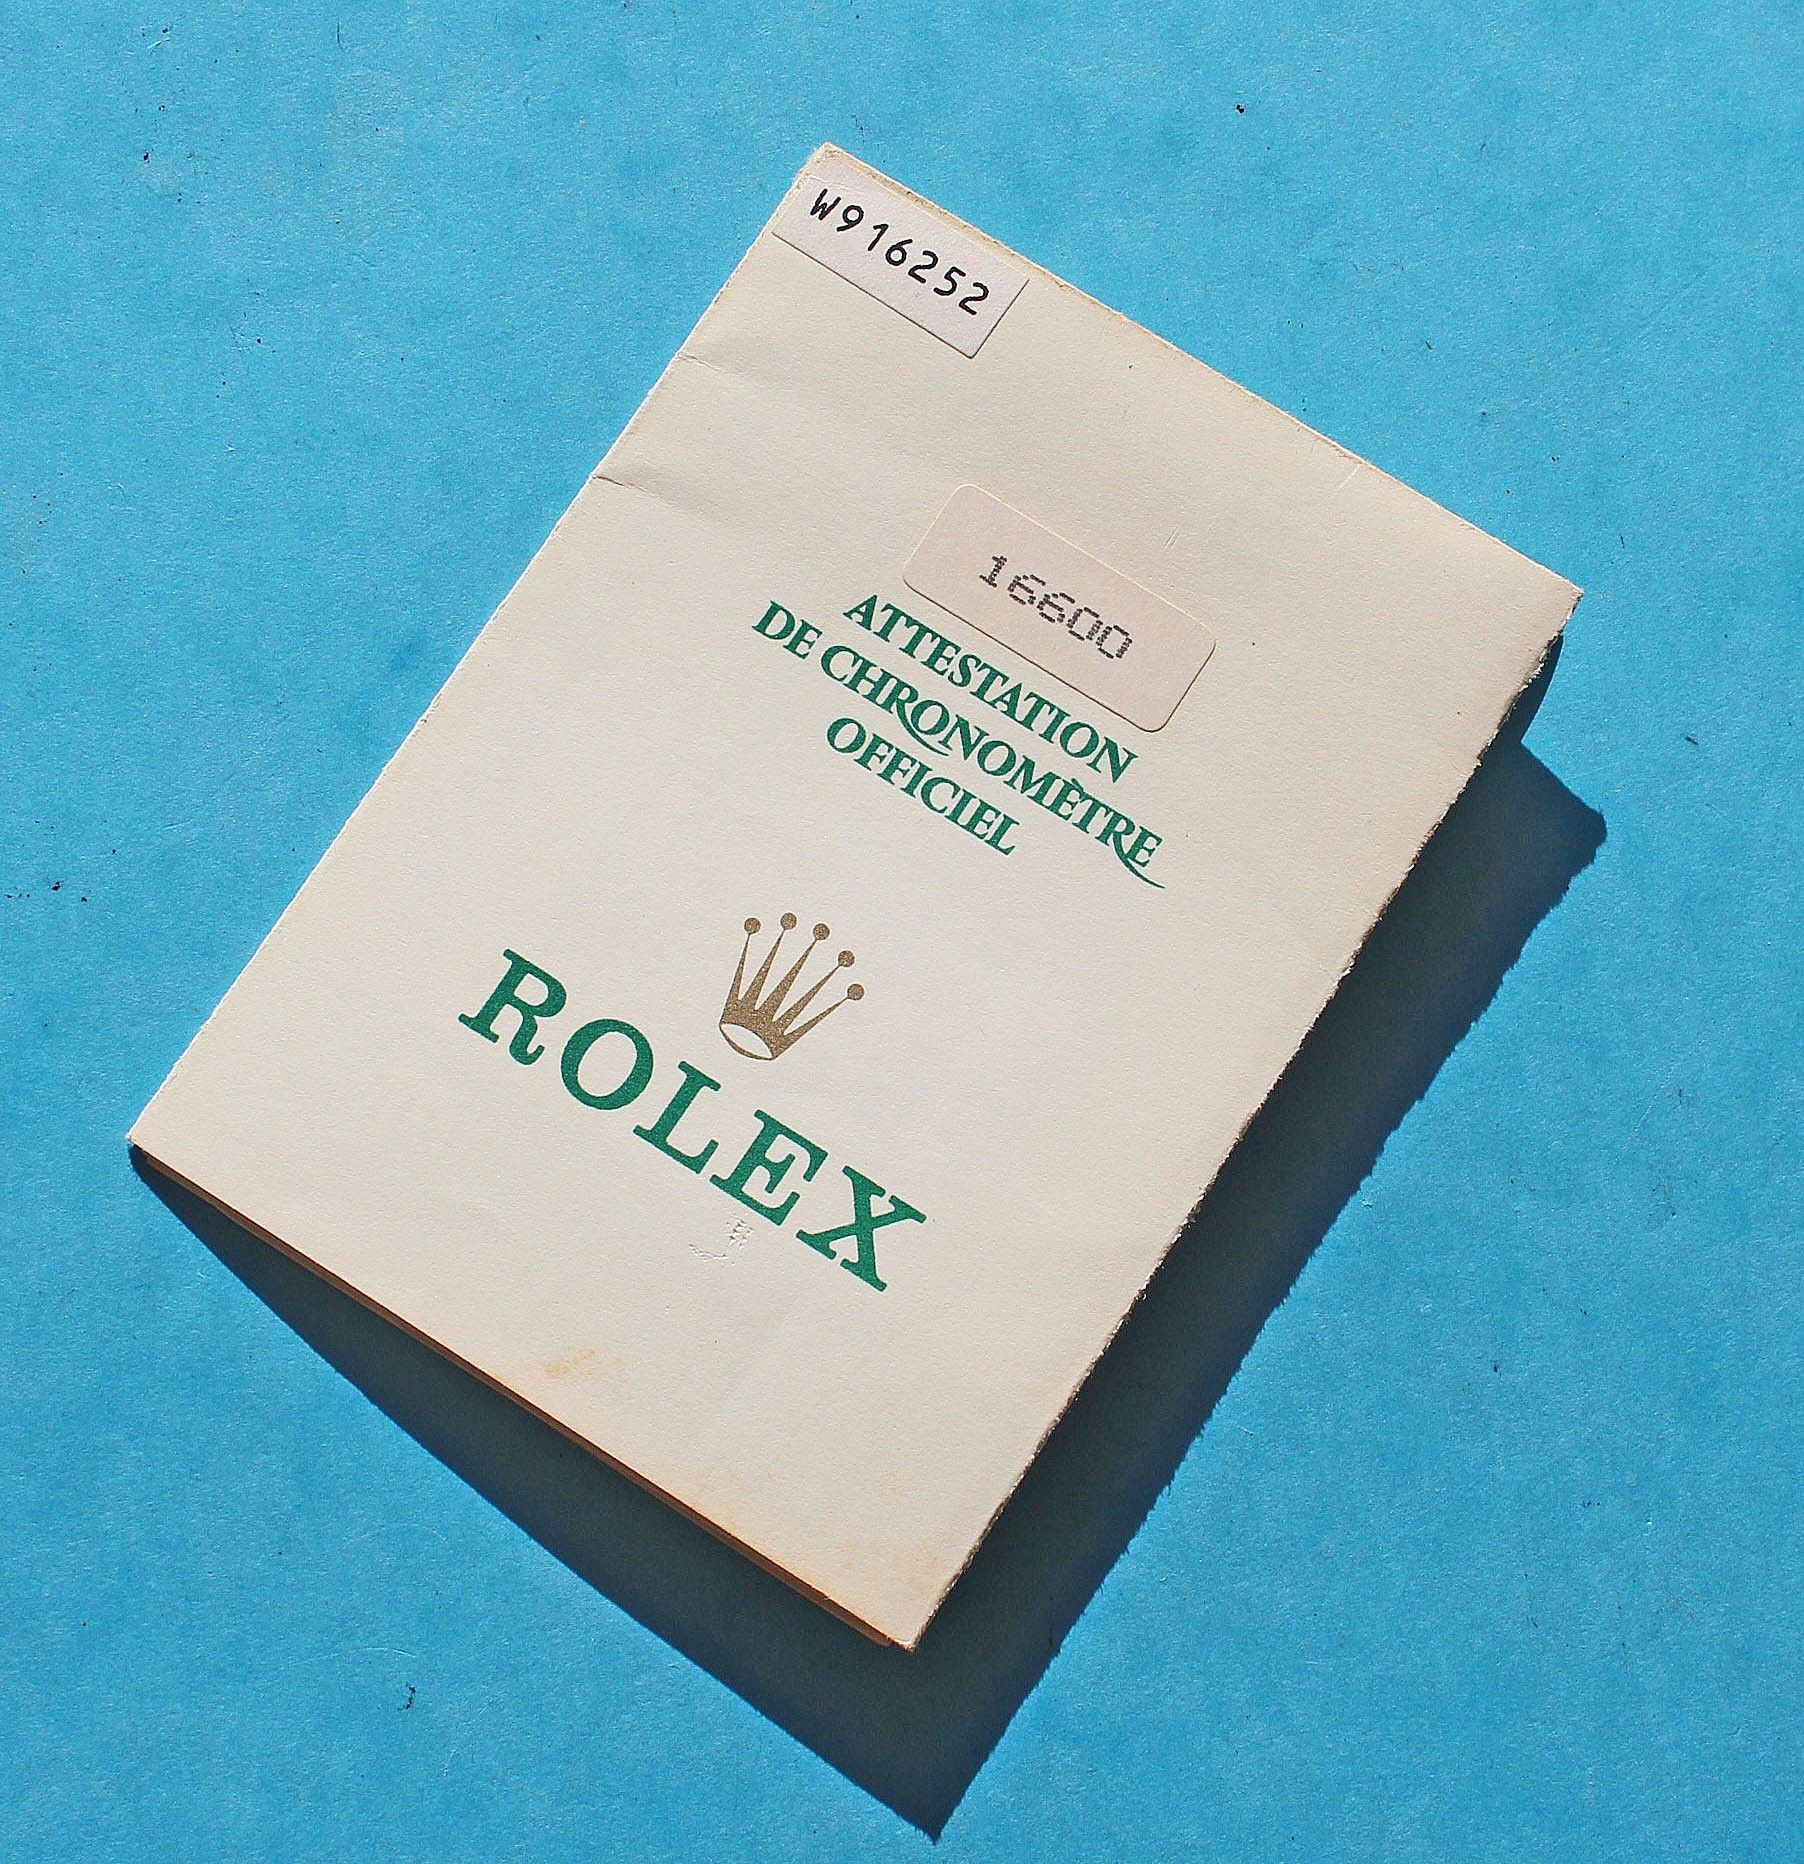 W916252
16600
ATTESTATION
DE CHRONOMÈTRE
OFFICIEL
ROLEX